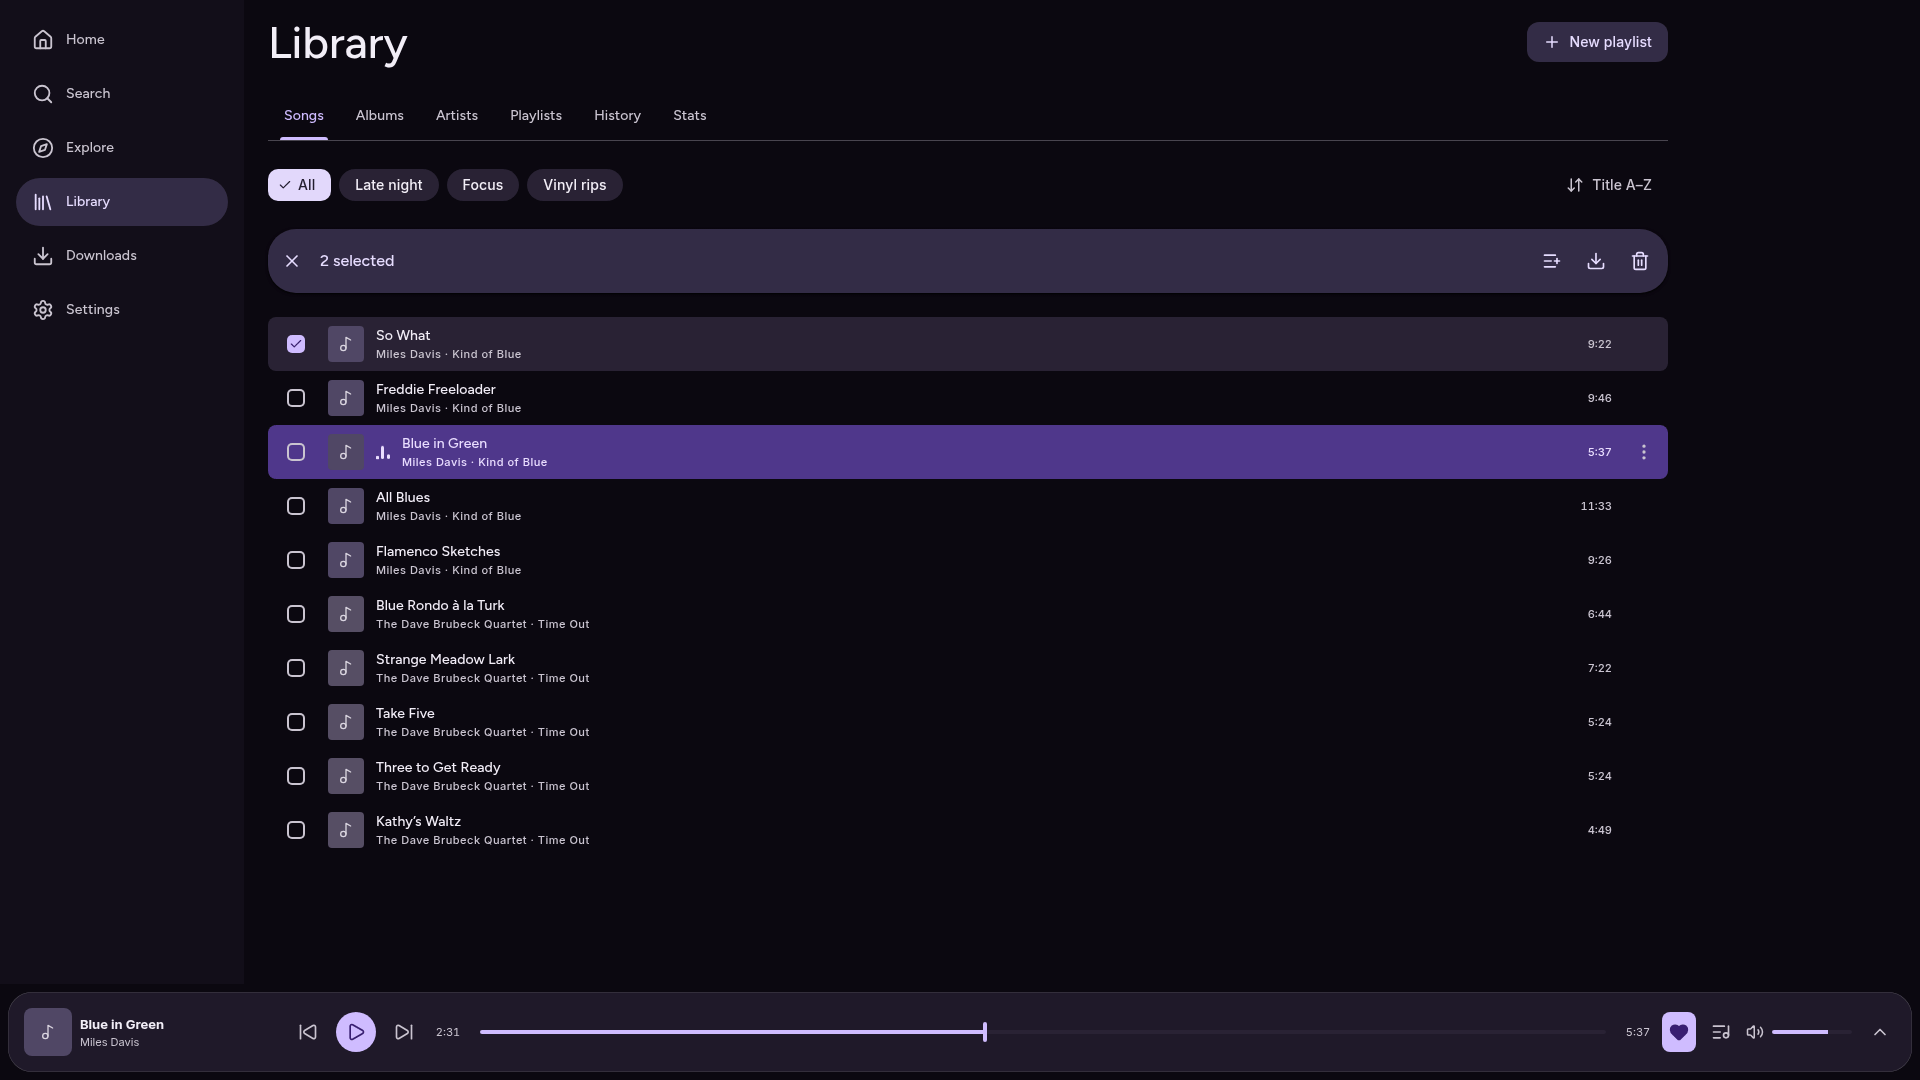 Home
Search
Explore
Library
Downloads
Settings
Library
New playlist
Songs
Albums
Artists
Playlists
History
Stats
All
Late night
Focus
Vinyl rips
Title A–Z
2 selected
So What
Miles Davis · Kind of Blue
9:22
Freddie Freeloader
Miles Davis · Kind of Blue
9:46
Blue in Green
Miles Davis · Kind of Blue
5:37
All Blues
Miles Davis · Kind of Blue
11:33
Flamenco Sketches
Miles Davis · Kind of Blue
9:26
Blue Rondo à la Turk
The Dave Brubeck Quartet · Time Out
6:44
Strange Meadow Lark
The Dave Brubeck Quartet · Time Out
7:22
Take Five
The Dave Brubeck Quartet · Time Out
5:24
Three to Get Ready
The Dave Brubeck Quartet · Time Out
5:24
Kathy’s Waltz
The Dave Brubeck Quartet · Time Out
4:49
Blue in Green
Miles Davis
2:31
5:37